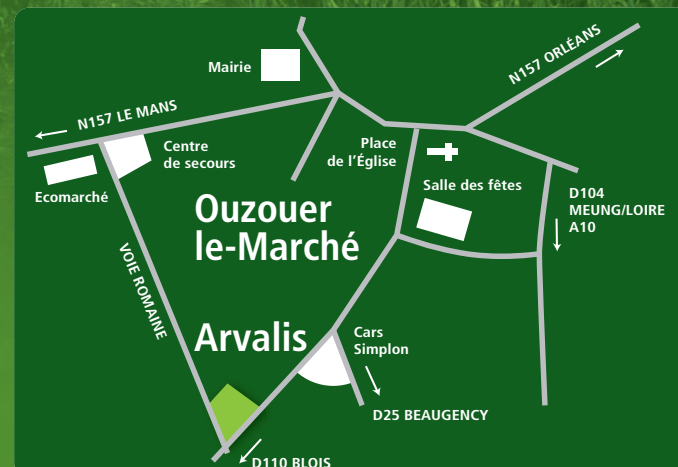 N157 ORLÉANS
Mairie
N157 LE MANS
Centre
de secours
Place
de l'Église
Ecomarché
Salle des fêtes
D104
MEUNG/LOIRE
A10
Ouzouer
le-Marché
VOIE ROMAINE
Arvalis
Cars
Simplon
D25 BEAUGENCY
D110 BLOIS